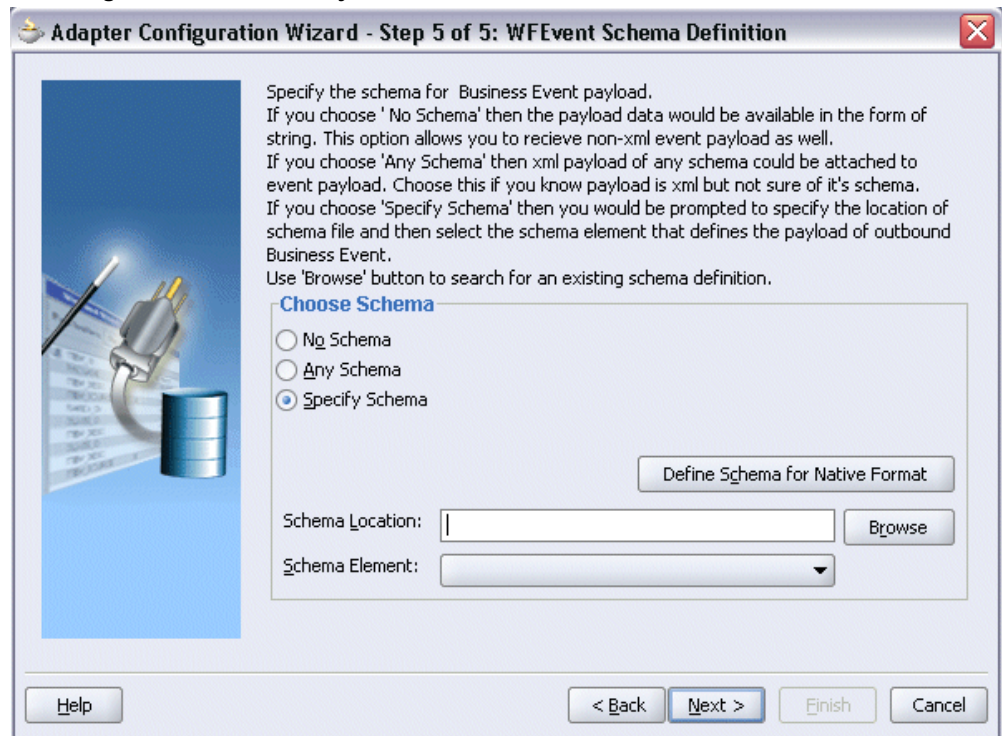 Adapter Configuration Wizard - Step 5 of 5: WFEvent Schema Definition
Specify the schema for Business Event payload.
If you choose ' No Schema' then the payload data would be available in the form of
string. This option allows you to recieve non-xml event payload as well.
If you choose 'Any Schema' then xml payload of any schema could be attached to
event payload. Choose this if you know payload is xml but not sure of it's schema.
If you choose 'Specify Schema' then you would be prompted to specify the location of
schema file and then select the schema element that defines the payload of outbound
Business Event.
Use 'Browse' button to search for an existing schema definition.
Choose Schema
No Schema
Any Schema
Specify Schema
Define Schema for Native Format
Schema Location:
Browse
Schema Element:
Help
< Back
Next >
Finish
Cancel